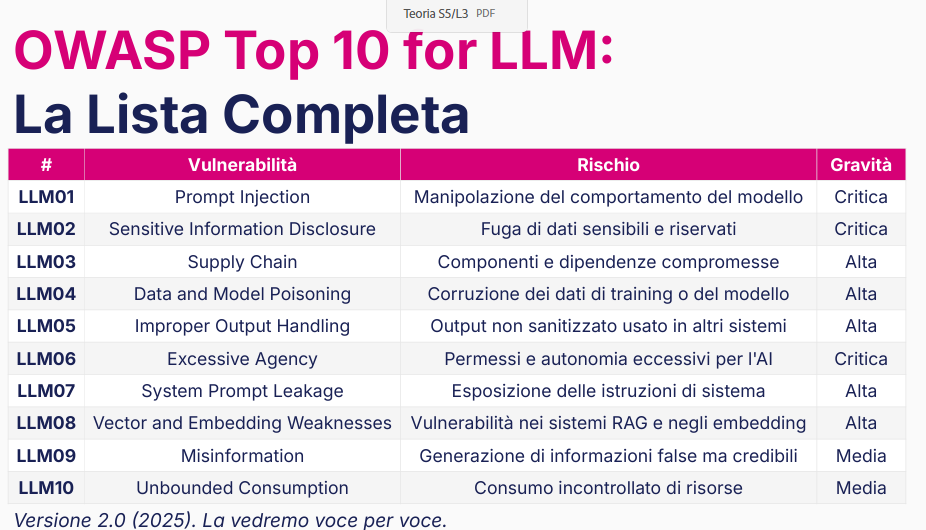 Teoria S5/L3 PDF
OWASP Top 10 for LLM:
La Lista Completa
# Vulnerabilità Rischio Gravità
LLM01 Prompt Injection Manipolazione del comportamento del modello Critica
LLM02 Sensitive Information Disclosure Fuga di dati sensibili e riservati Critica
LLM03 Supply Chain Componenti e dipendenze compromesse Alta
LLM04 Data and Model Poisoning Corruzione dei dati di training o del modello Alta
LLM05 Improper Output Handling Output non sanitizzato usato in altri sistemi Alta
LLM06 Excessive Agency Permessi e autonomia eccessivi per l'AI Critica
LLM07 System Prompt Leakage Esposizione delle istruzioni di sistema Alta
LLM08 Vector and Embedding Weaknesses Vulnerabilità nei sistemi RAG e negli embedding Alta
LLM09 Misinformation Generazione di informazioni false ma credibili Media
LLM10 Unbounded Consumption Consumo incontrollato di risorse Media
Versione 2.0 (2025). La vedremo voce per voce.